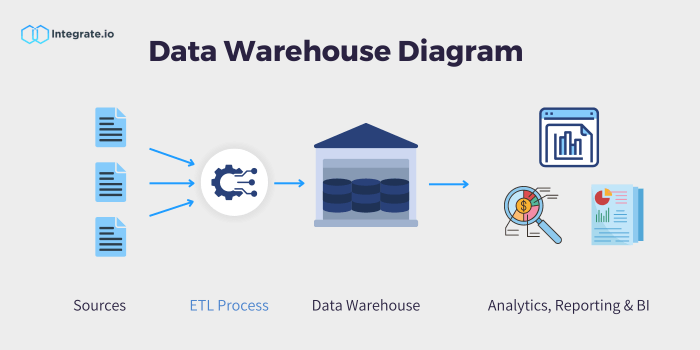 Integrate.io
Data Warehouse Diagram
$
Sources
ETL Process
Data Warehouse
Analytics, Reporting & BI